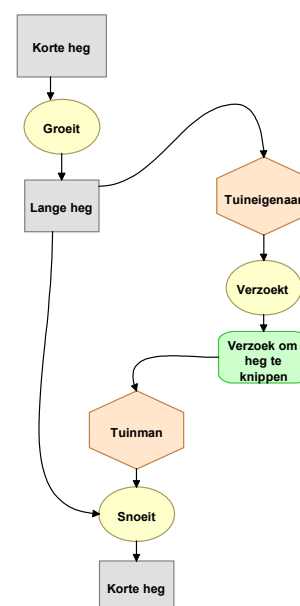 Korte heg
Groeit
Lange heg
Tuineigenaar
Verzoekt
Verzoek om
heg te
knippen
Tuinman
Snoeit
Korte heg